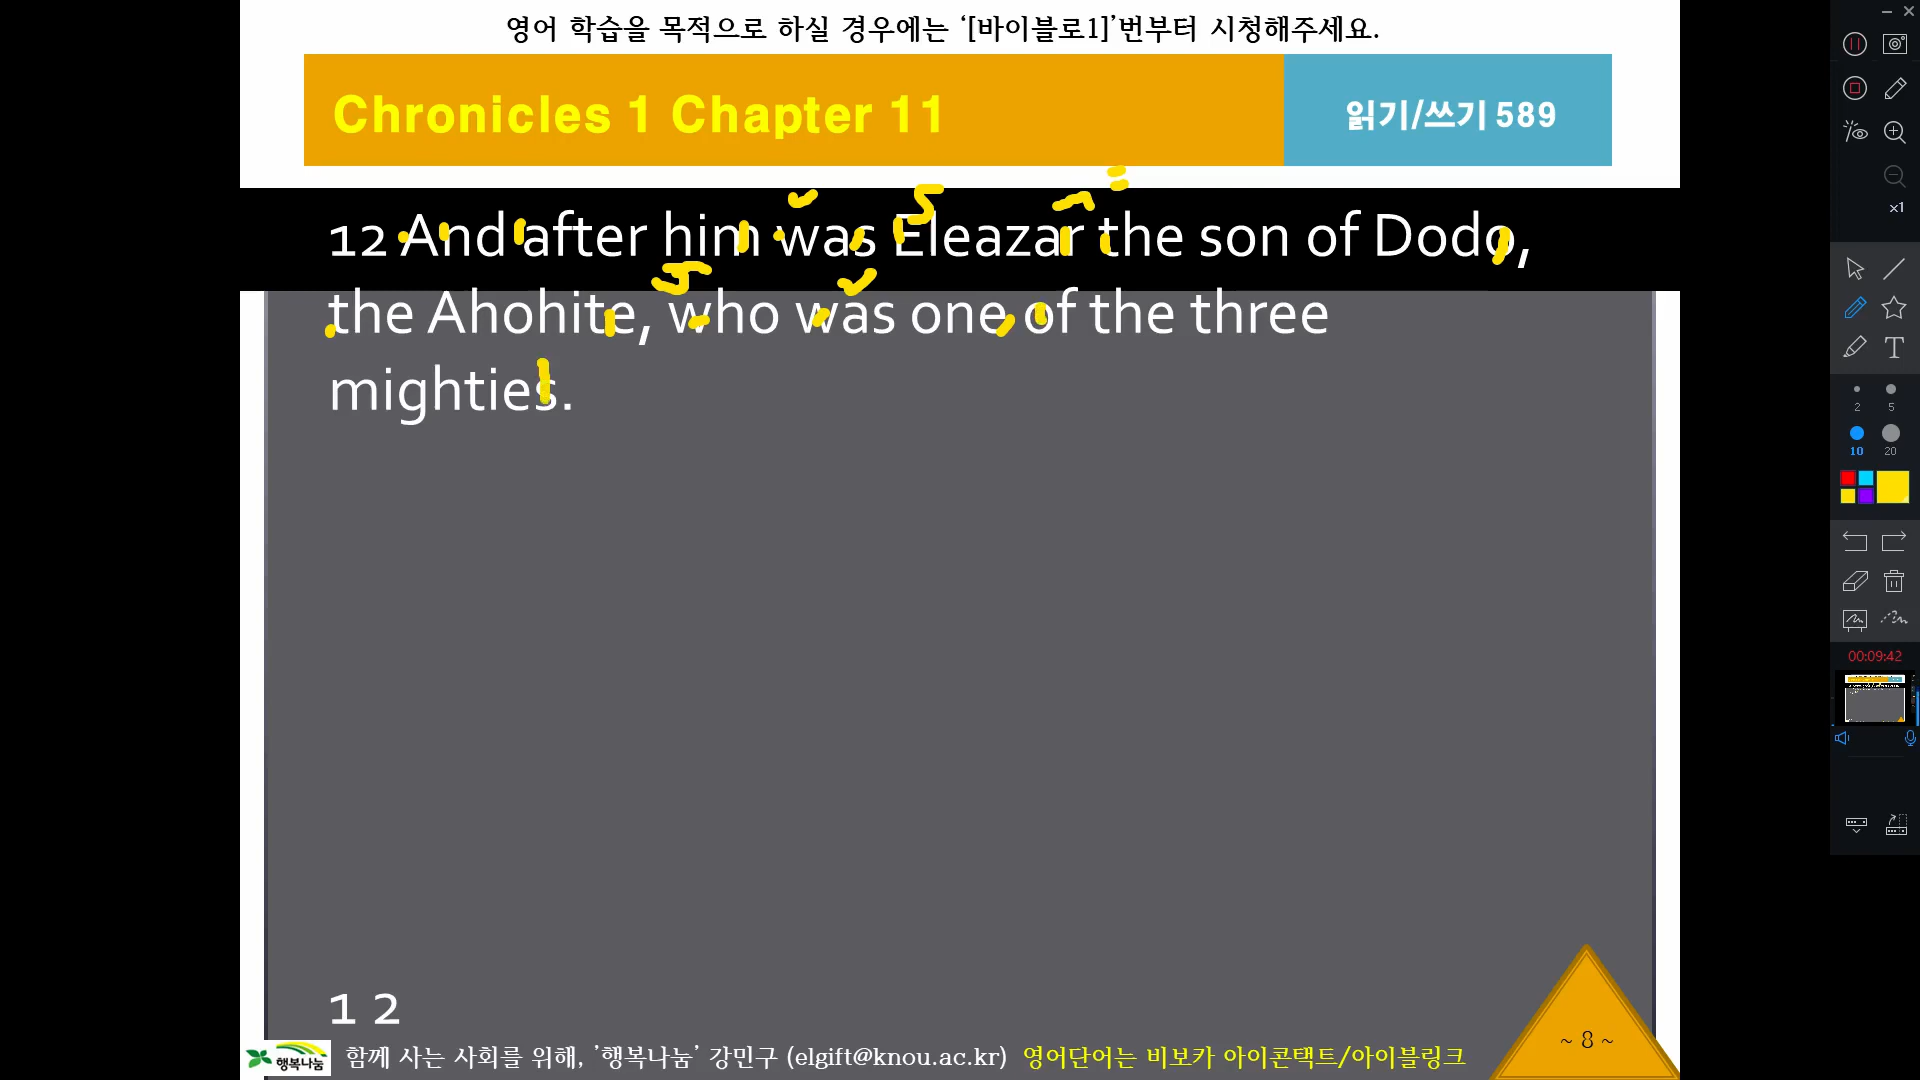 영어 학습을 목적으로 하실 경우에는 ‘[바이블로1]’번부터 시청해주세요.
Chronicles 1 Chapter 11
읽기/쓰기 589
12 And after him was Eleazar the son of Dodo,
the Ahohite, who was one of the three
mighties.
1 2
~ 8 ~
행복나눔
함께 사는 사회를 위해, ’행복나눔’ 강민구 (elgift@knou.ac.kr) 영어단어는 비보카 아이콘택트/아이블링크
x1
T
2 5
10 20
00:09:42